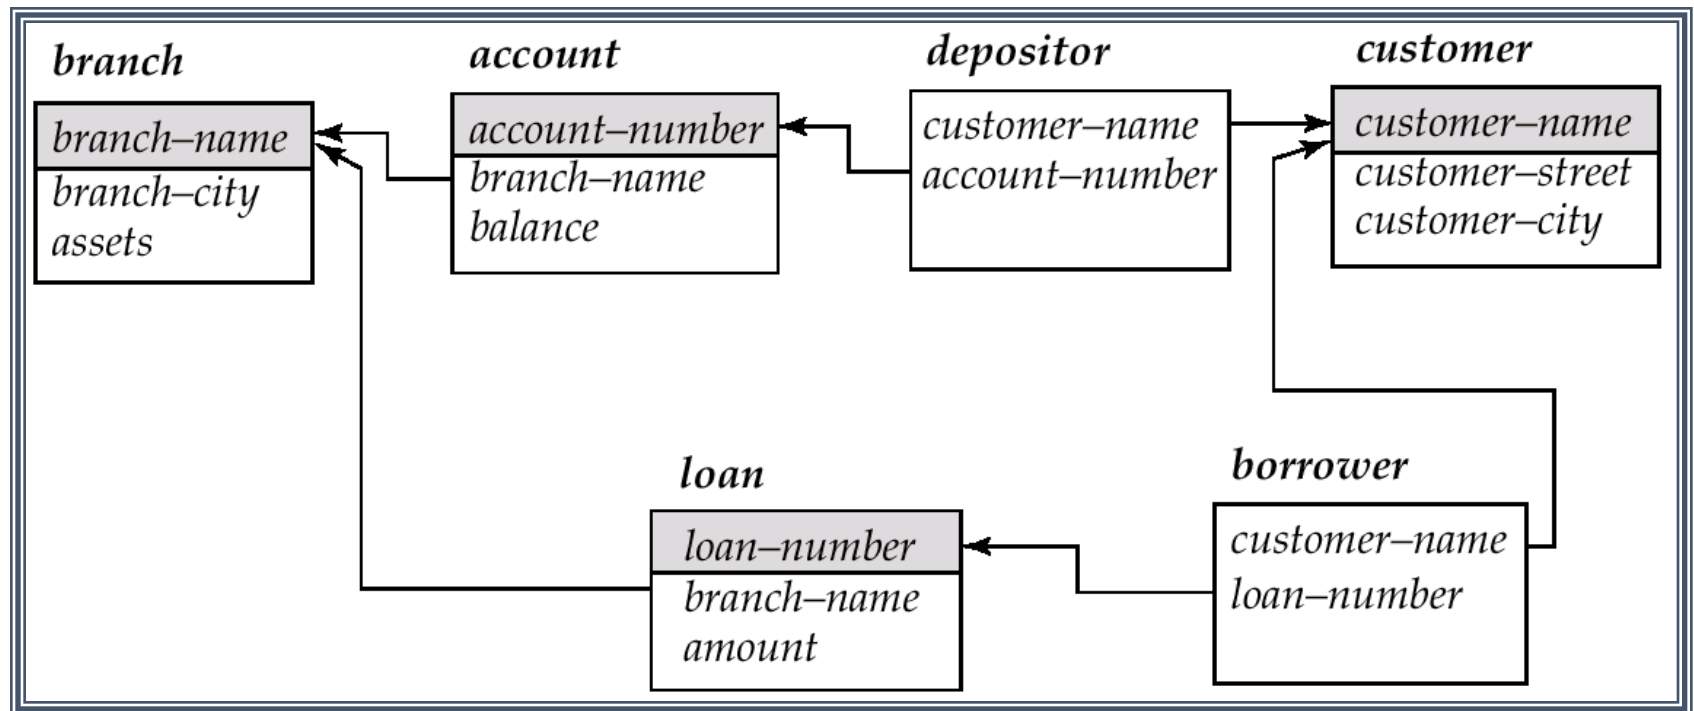 branch
branch–name
branch–city
assets
account
account–number
branch–name
balance
depositor
customer–name
account–number
customer
customer–name
customer–street
customer–city
loan
loan–number
branch–name
amount
borrower
customer–name
loan–number